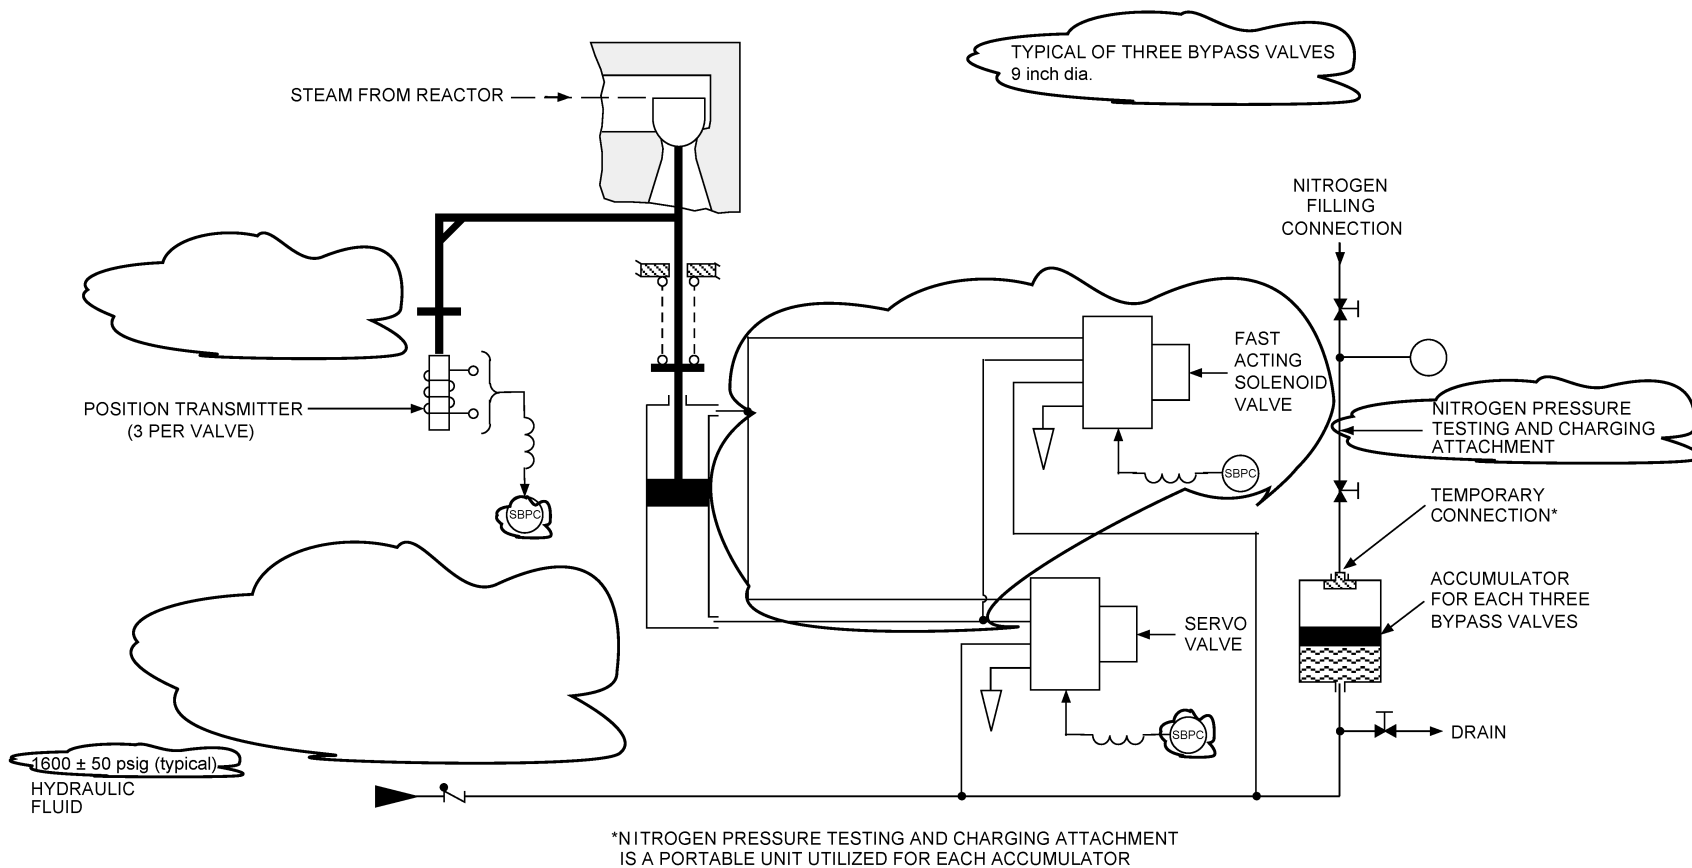 TYPICAL OF THREE BYPASS VALVES
9 inch dia.
STEAM FROM REACTOR
NITROGEN
FILLING
CONNECTION
FAST
ACTING
SOLENOID
VALVE
POSITION TRANSMITTER
(3 PER VALVE)
NITROGEN PRESSURE
TESTING AND CHARGING
ATTACHMENT
SBPC
SBPC
TEMPORARY
CONNECTION*
ACCUMULATOR
FOR EACH THREE
BYPASS VALVES
SERVO
VALVE
SBPC
DRAIN
1600 ± 50 psig (typical)
HYDRAULIC
FLUID
*NITROGEN PRESSURE TESTING AND CHARGING ATTACHMENT
IS A PORTABLE UNIT UTILIZED FOR EACH ACCUMULATOR